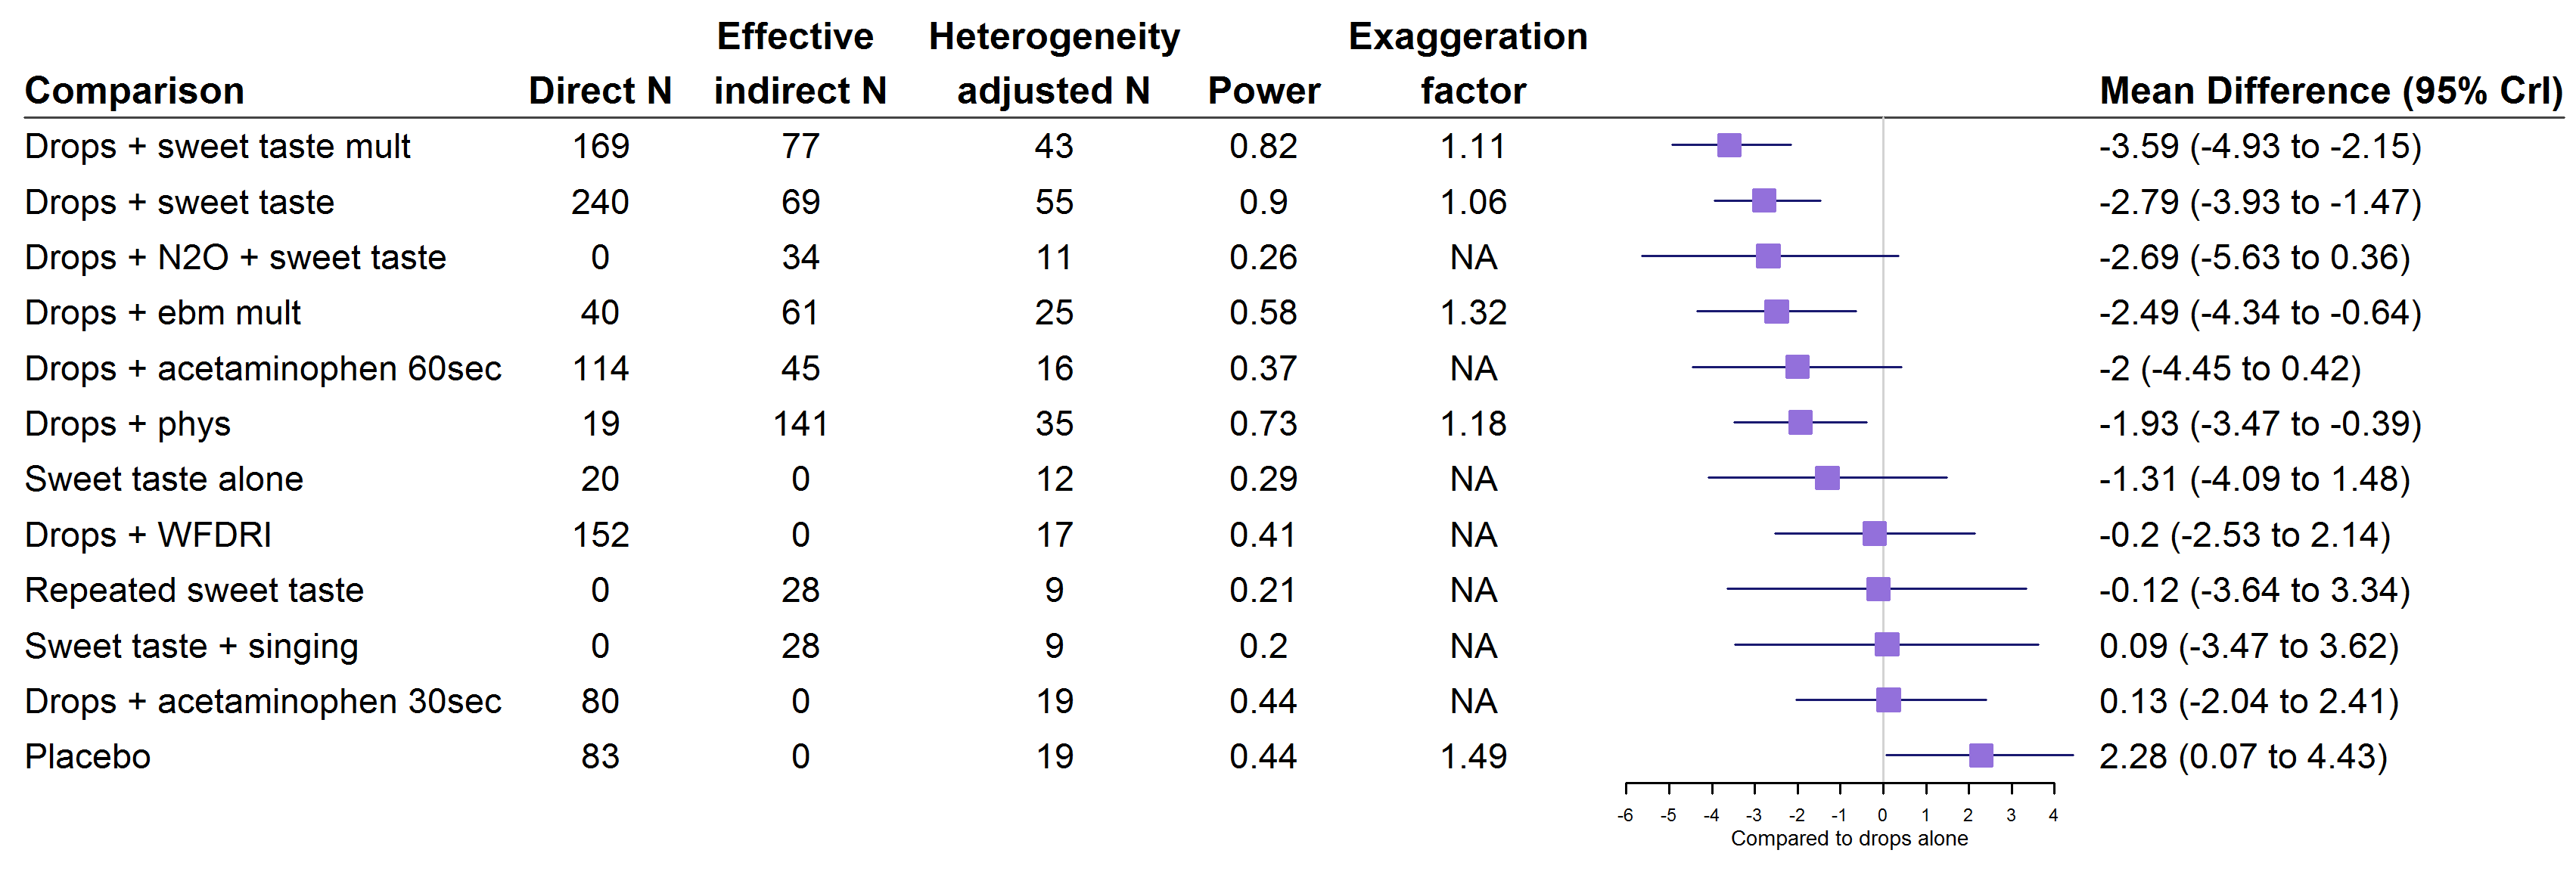 Effective Heterogeneity Exaggeration
Comparison Direct N indirect N adjusted N Power factor Mean Difference (95% CrI)
Drops + sweet taste mult 169 77 43 0.82 1.11 -3.59 (-4.93 to -2.15)
Drops + sweet taste 240 69 55 0.9 1.06 -2.79 (-3.93 to -1.47)
Drops + N2O + sweet taste 0 34 11 0.26 NA -2.69 (-5.63 to 0.36)
Drops + ebm mult 40 61 25 0.58 1.32 -2.49 (-4.34 to -0.64)
Drops + acetaminophen 60sec 114 45 16 0.37 NA -2 (-4.45 to 0.42)
Drops + phys 19 141 35 0.73 1.18 -1.93 (-3.47 to -0.39)
Sweet taste alone 20 0 12 0.29 NA -1.31 (-4.09 to 1.48)
Drops + WFDRI 152 0 17 0.41 NA -0.2 (-2.53 to 2.14)
Repeated sweet taste 0 28 9 0.21 NA -0.12 (-3.64 to 3.34)
Sweet taste + singing 0 28 9 0.2 NA 0.09 (-3.47 to 3.62)
Drops + acetaminophen 30sec 80 0 19 0.44 NA 0.13 (-2.04 to 2.41)
Placebo 83 0 19 0.44 1.49 2.28 (0.07 to 4.43)
-6 -5 -4 -3 -2 -1 0 1 2 3 4
Compared to drops alone